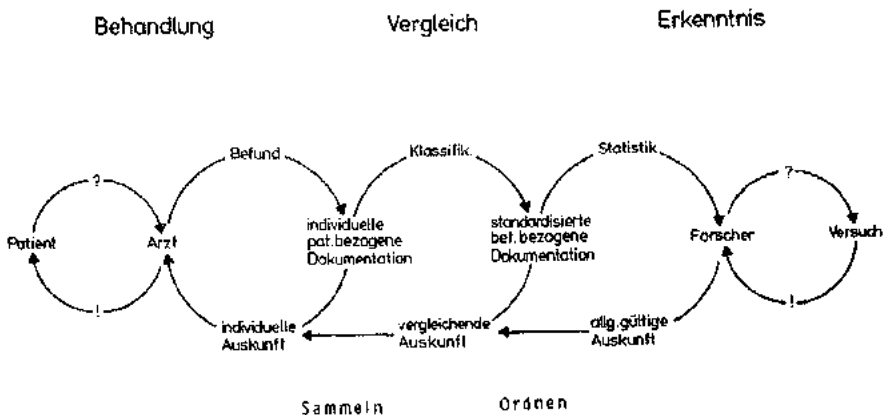 Behandlung
Vergleich
Erkenntnis
Befund
Klassifik.
Statistik
?
?
Patient
Arzt
individuelle
pat.bezogene
Dokumentation
standardisierte
bef.bezogene
Dokumentation
Forscher
Versuch
!
!
individuelle
Auskunft
vergleichende
Auskunft
allg.gültige
Auskunft
Sammeln
Ordnen